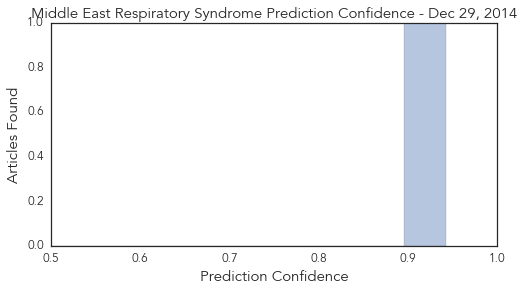 Middle East Respiratory Syndrome Prediction Confidence - Dec 29, 2014
1.0
0.8
0.6
0.4
0.2
0.0
Articles Found
0.5 0.6 0.7 0.8 0.9 1.0
Prediction Confidence